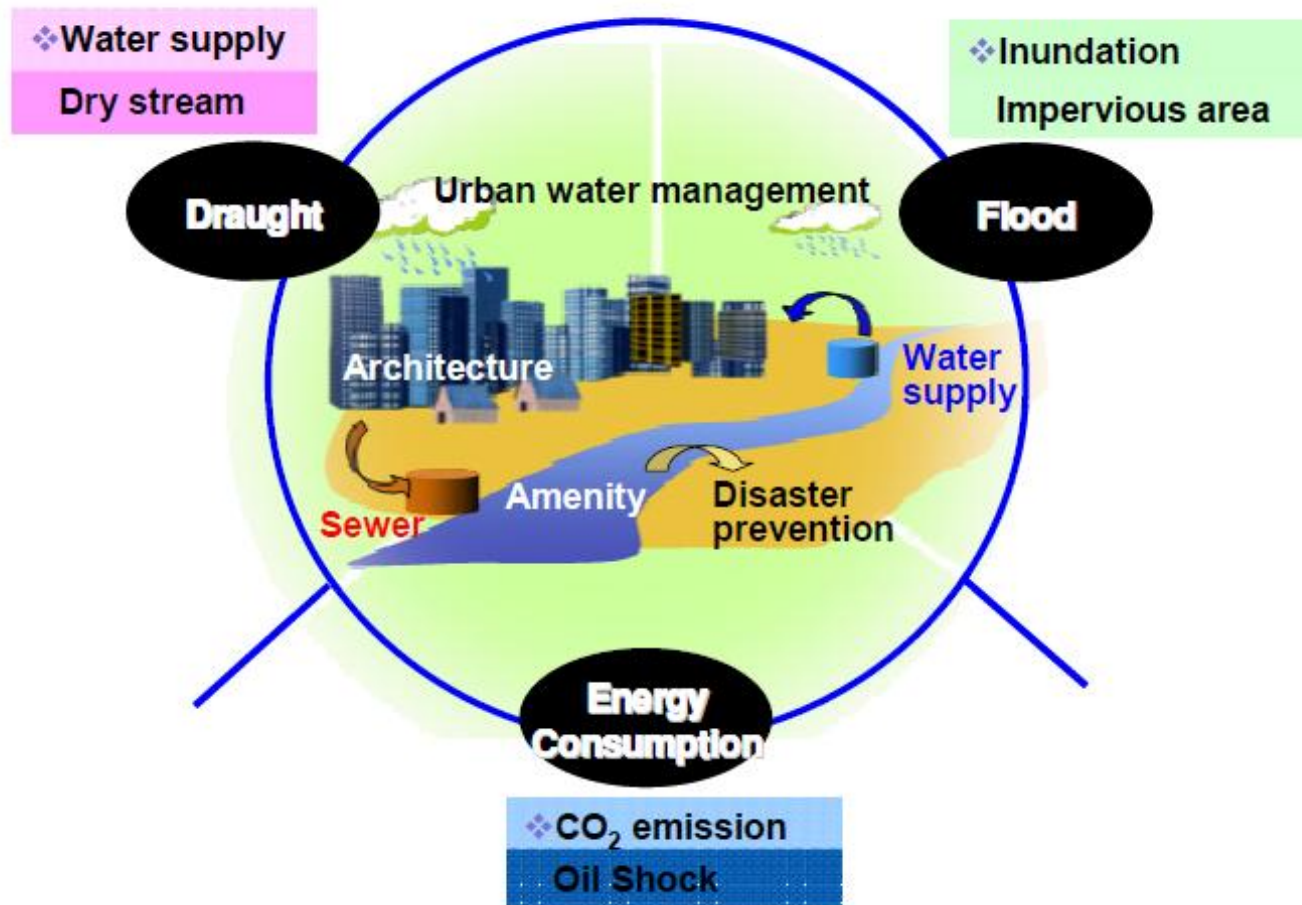 ❖Water supply
Dry stream
❖Inundation
Impervious area
Urban water management
Draught
Flood
Architecture
Water
supply
Amenity
Disaster
prevention
Sewer
Energy
Consumption
❖CO₂ emission
Oil Shock